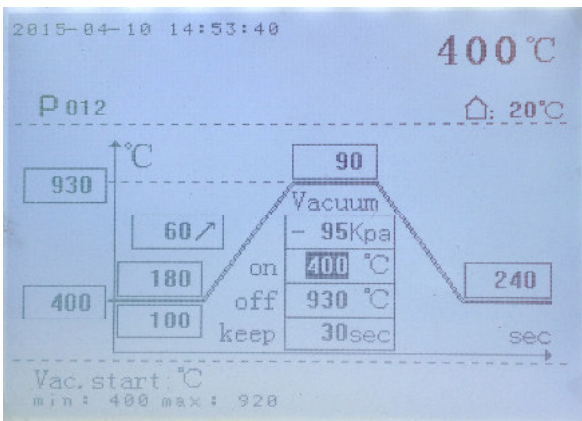 2015-04-10 14:53:40
400℃
P 012
: 20℃
℃
90
930
Vacuum
60↗
- 95Kpa
180
on 400 ℃
240
400
off 930 ℃
100
keep 30sec
sec
Vac.start:℃
min: 400 max: 920